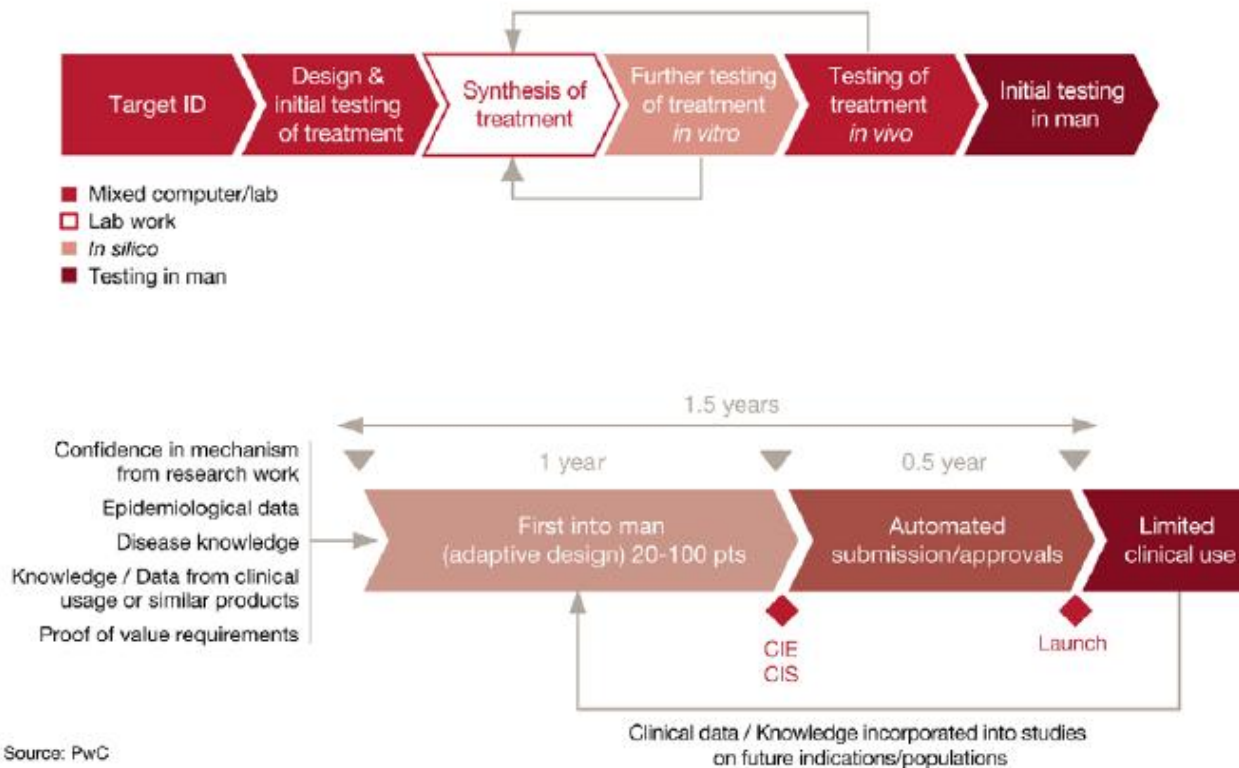 Target ID
Design &
initial testing
of treatment
Synthesis of
treatment
Further testing
of treatment
in vitro
Testing of
treatment
in vivo
Initial testing
in man
Mixed computer/lab
Lab work
In silico
Testing in man
1.5 years
Confidence in mechanism
from research work
Epidemiological data
Disease knowledge
Knowledge / Data from clinical
usage or similar products
Proof of value requirements
1 year
0.5 year
First into man
(adaptive design) 20-100 pts
Automated
submission/approvals
Limited
clinical use
CIE
CIS
Launch
Clinical data / Knowledge incorporated into studies
on future indications/populations
Source: PwC